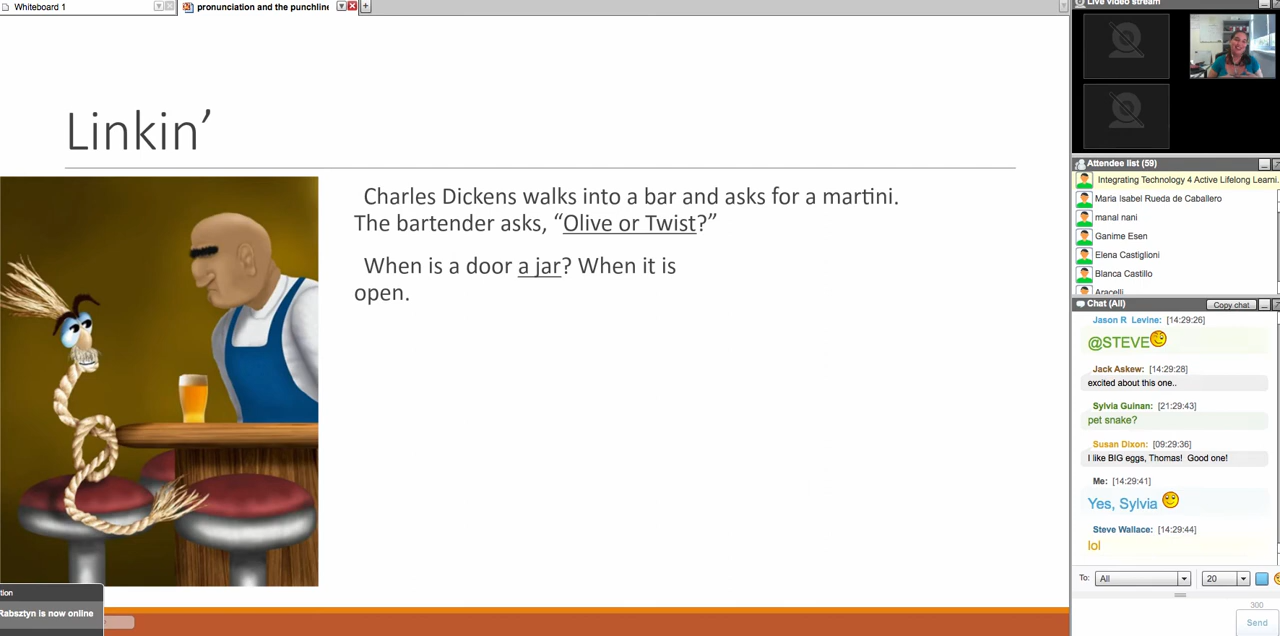 Whiteboard 1
pronunciation and the punchline
Live video stream
Linkin’
Charles Dickens walks into a bar and asks for a martini.
The bartender asks, “Olive or Twist?”
When is a door a jar? When it is
open.
Attendee list (59)
Integrating Technology 4 Active Lifelong Learni.
Maria Isabel Rueda de Caballero
manal nani
Ganime Esen
Elena Castiglioni
Blanca Castillo
Aracelli
Chat (All)
Copy chat
Jason R Levine: [14:29:26]
@STEVE
Jack Askew: [14:29:28]
excited about this one..
Sylvia Guinan: [21:29:43]
pet snake?
Susan Dixon: [09:29:36]
I like BIG eggs, Thomas! Good one!
Me: [14:29:41]
Yes, Sylvia
Steve Wallace: [14:29:44]
lol
To: All 20
300
Send
tion
Rabsztyn is now online